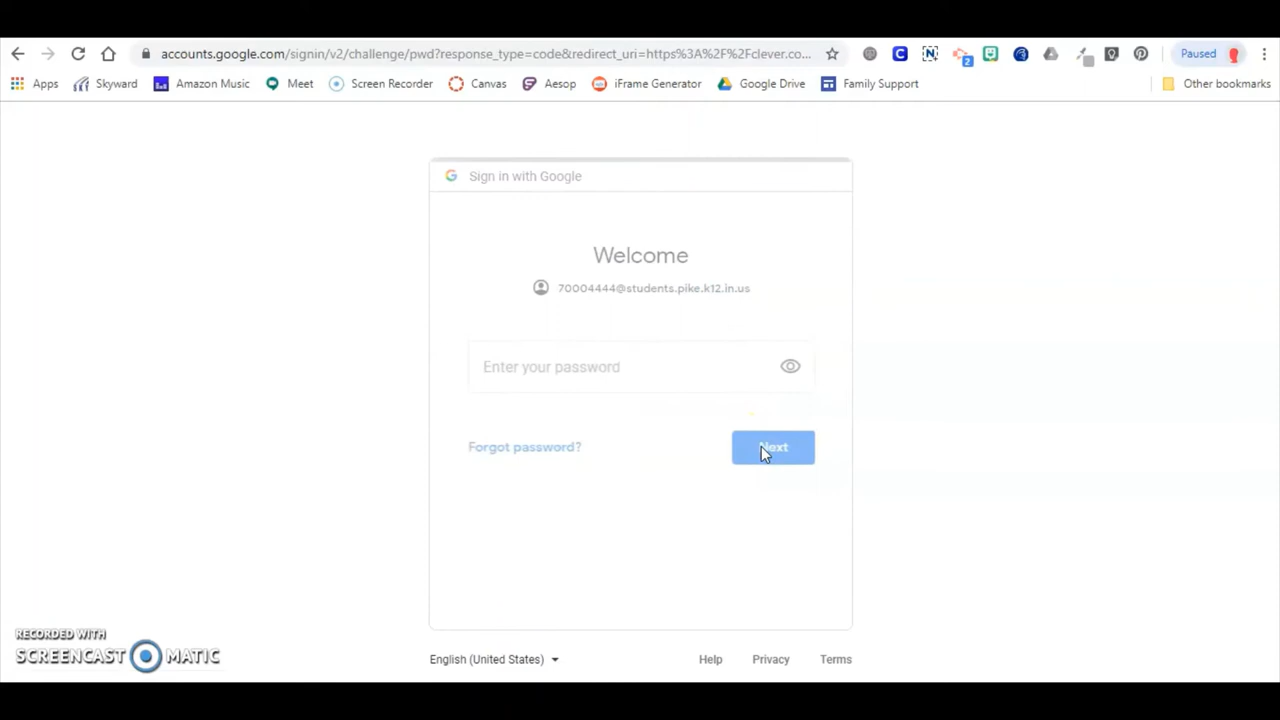 accounts.google.com/signin/v2/challenge/pwd?response_type=code&redirect_uri=https%3A%2F%2Fclever.co...
2
Paused
Apps
Skyward
Amazon Music
Meet
Screen Recorder
Canvas
Aesop
iFrame Generator
Google Drive
Family Support
Other bookmarks
Sign in with Google
Welcome
70004444@students.pike.k12.in.us
Enter your password
Forgot password?
Next
RECORDED WITH
SCREENCAST MATIC
English (United States)
Help
Privacy
Terms